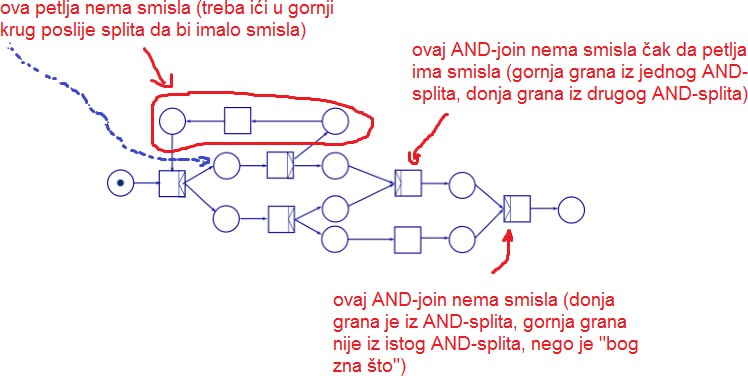 ova petlja nema smisla (treba ići u gornji
krug poslije splita da bi imalo smisla)
ovaj AND-join nema smisla čak da petlja
ima smisla (gornja grana iz jednog AND-
splita, donja grana iz drugog AND-splita)
ovaj AND-join nema smisla (donja
grana je iz AND-splita, gornja grana
nije iz istog AND-splita, nego je "bog
zna što")